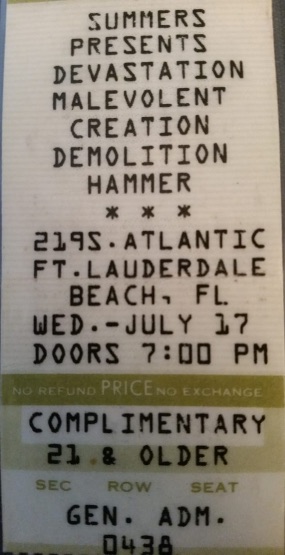 SUMMERS
PRESENTS
DEVASTATION
MALEVOLENT
CREATION
DEMOLITION
HAMMER
* * *
219S.ATLANTIC
FT.LAUDERDALE
BEACH, FL
WED.-JULY 17
DOORS 7:00 PM
NO REFUND PRICE NO EXCHANGE
COMPLIMENTARY
21 & OLDER
SEC ROW SEAT
GEN. ADM.
0438